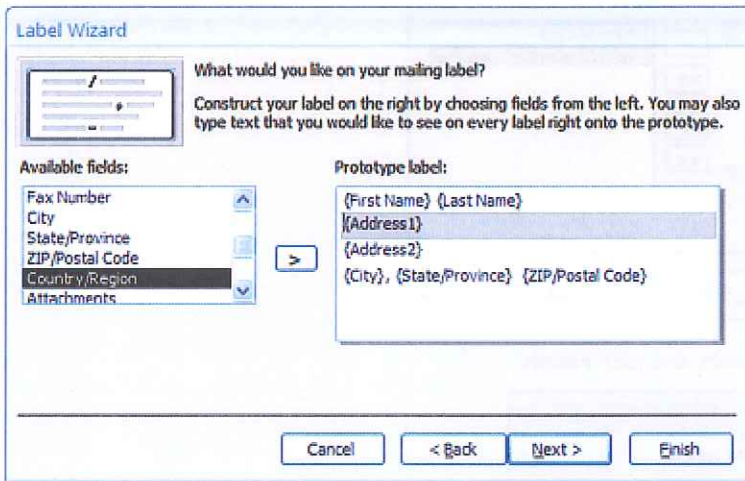 Label Wizard
What would you like on your mailing label?
Construct your label on the right by choosing fields from the left. You may also
type text that you would like to see on every label right onto the prototype.
Available fields:
Prototype label:
Fax Number
City
State/Province
ZIP/Postal Code
Country/Region
Attachments
>
{First Name} {Last Name}
{Address1}
{Address2}
{City}, {State/Province} {ZIP/Postal Code}
Cancel
< Back
Next >
Finish